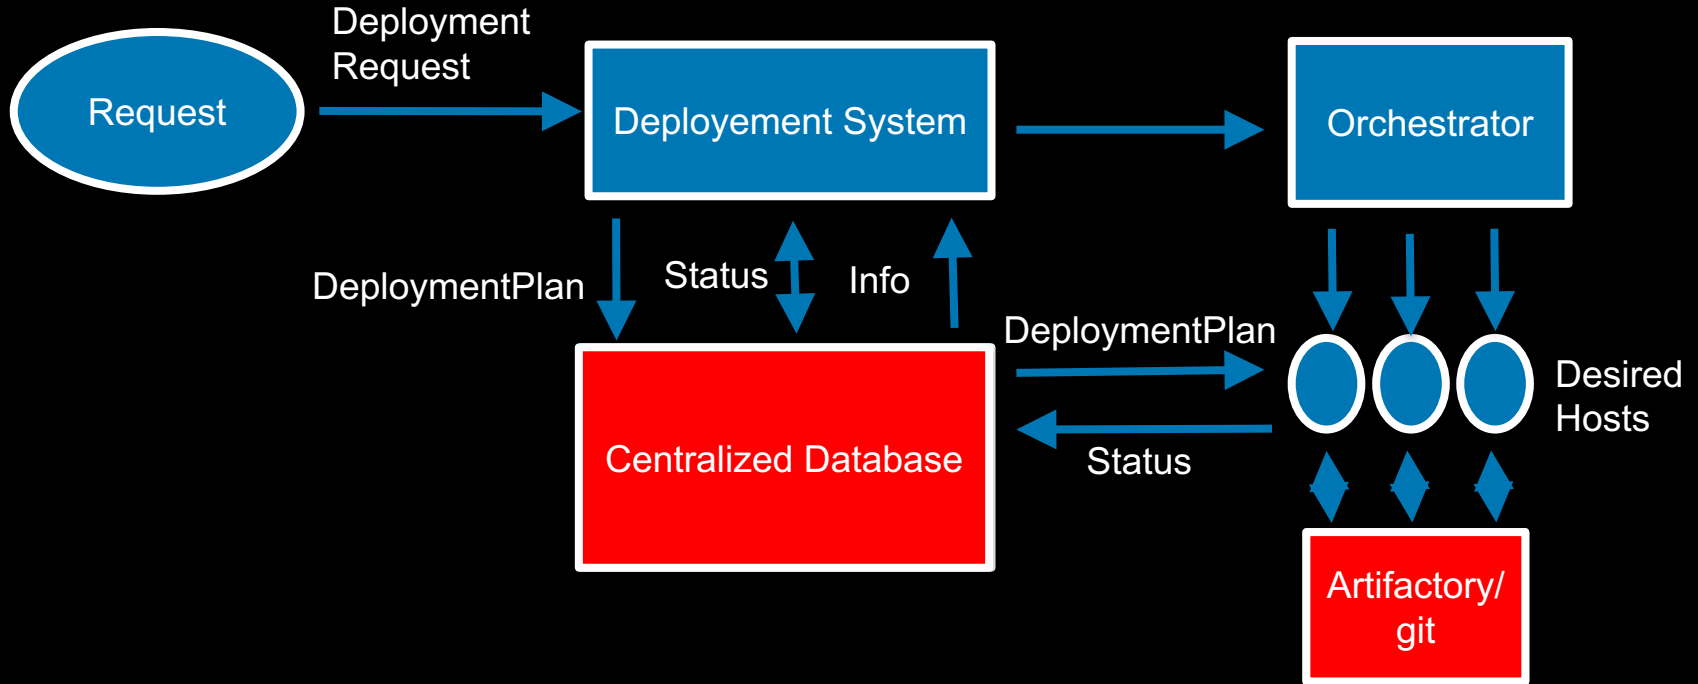 Deployment
Request
Request
Deployement System
Orchestrator
DeploymentPlan
Status
Info
DeploymentPlan
Desired
Hosts
Centralized Database
Status
Artifactory/
git